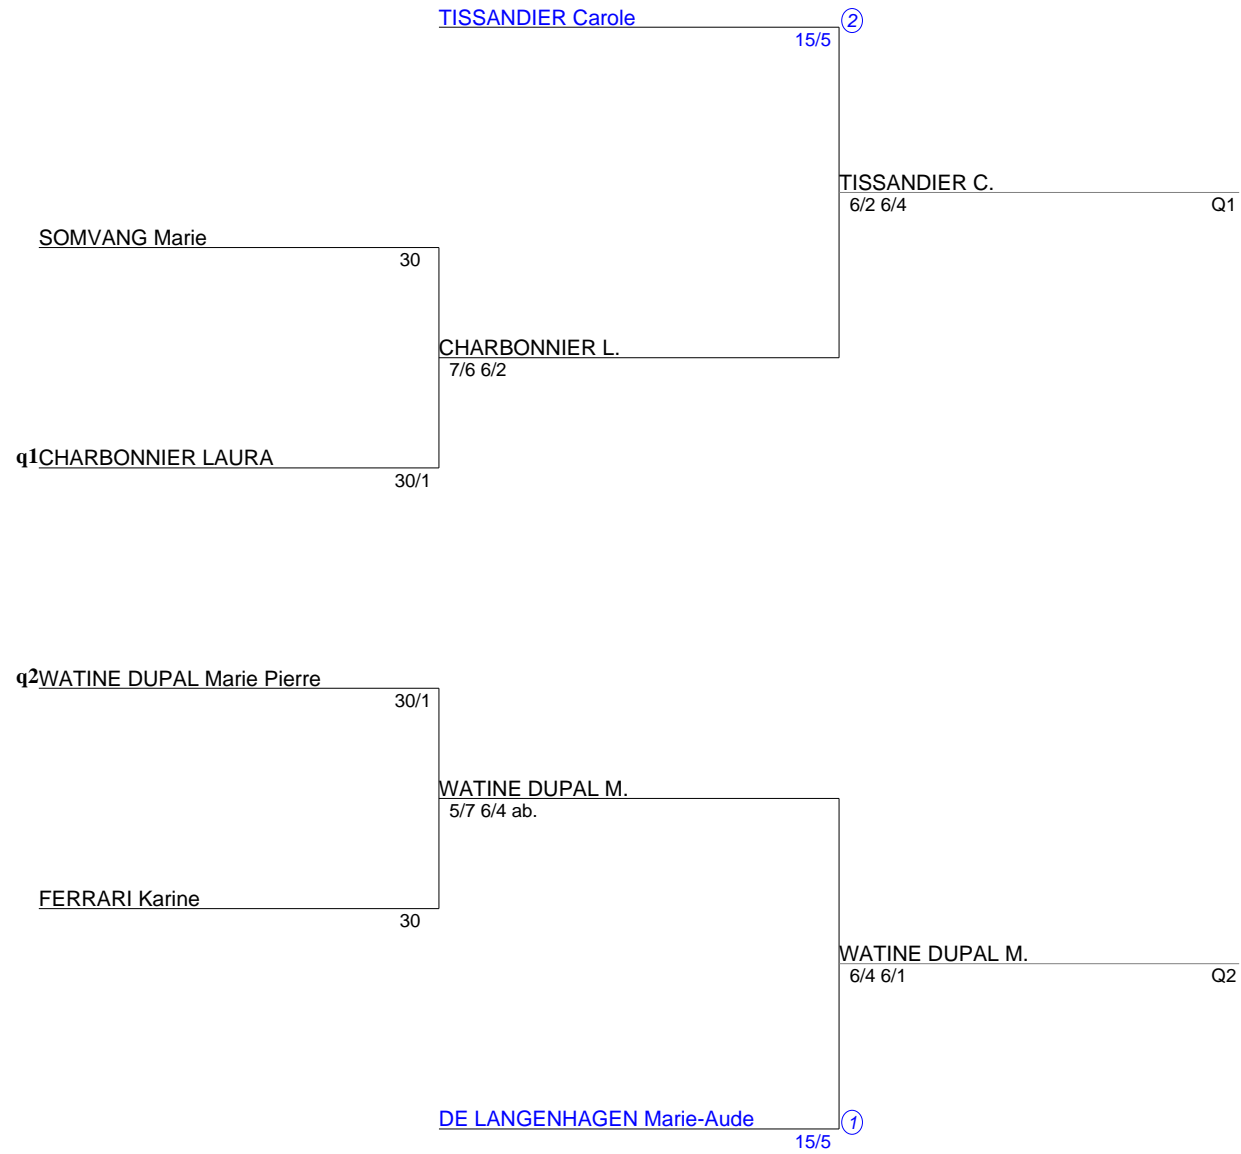 TISSANDIER Carole
2
15/5
TISSANDIER C.
6/2 6/4
Q1
SOMVANG Marie
30
CHARBONNIER L.
7/6 6/2
q1CHARBONNIER LAURA
30/1
q2WATINE DUPAL Marie Pierre
30/1
WATINE DUPAL M.
5/7 6/4 ab.
FERRARI Karine
30
WATINE DUPAL M.
6/4 6/1
Q2
DE LANGENHAGEN Marie-Aude
1
15/5